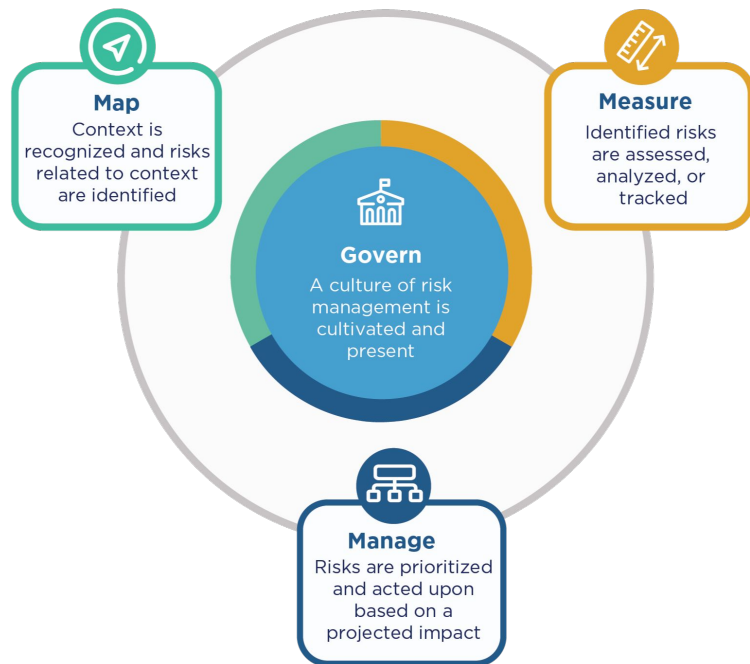 Map
Context is
recognized and risks
related to context
are identified
Measure
Identified risks
are assessed,
analyzed, or
tracked
Govern
A culture of risk
management is
cultivated and
present
Manage
Risks are prioritized
and acted upon
based on a
projected impact